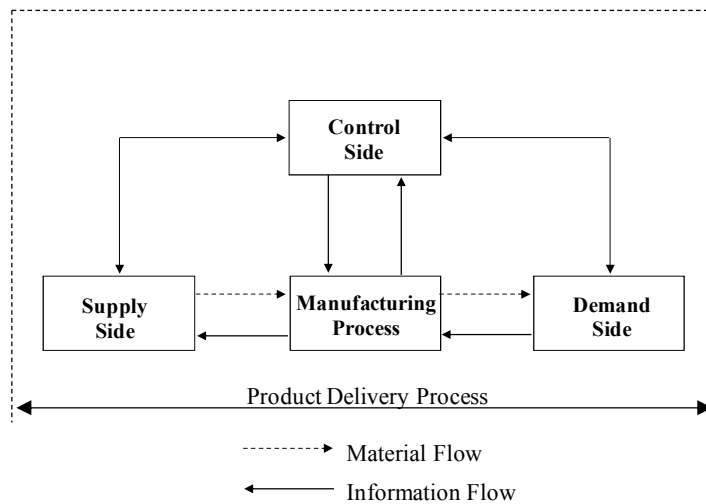 Control
Side
Supply
Side
Manufacturing
Process
Demand
Side
Product Delivery Process
Material Flow
Information Flow